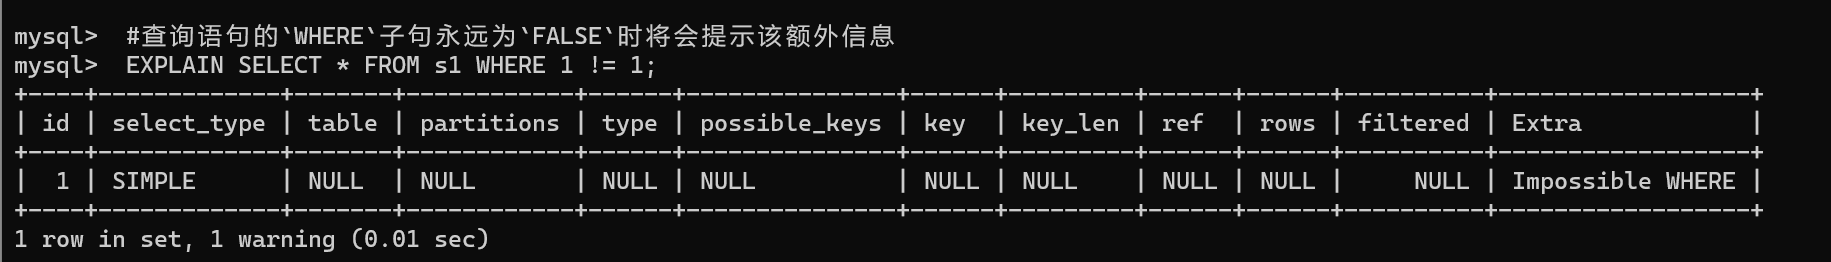 mysql>  #查询语句的`WHERE`子句永远为`FALSE`时将会提示该额外信息
mysql>  EXPLAIN SELECT * FROM s1 WHERE 1 != 1;
+----+-------------+-------+------------+------+---------------+------+---------+------+------+----------+------------------+
| id | select_type | table | partitions | type | possible_keys | key  | key_len | ref  | rows | filtered | Extra            |
+----+-------------+-------+------------+------+---------------+------+---------+------+------+----------+------------------+
|  1 | SIMPLE      | NULL  | NULL       | NULL | NULL          | NULL | NULL    | NULL | NULL |     NULL | Impossible WHERE |
+----+-------------+-------+------------+------+---------------+------+---------+------+------+----------+------------------+
1 row in set, 1 warning (0.01 sec)